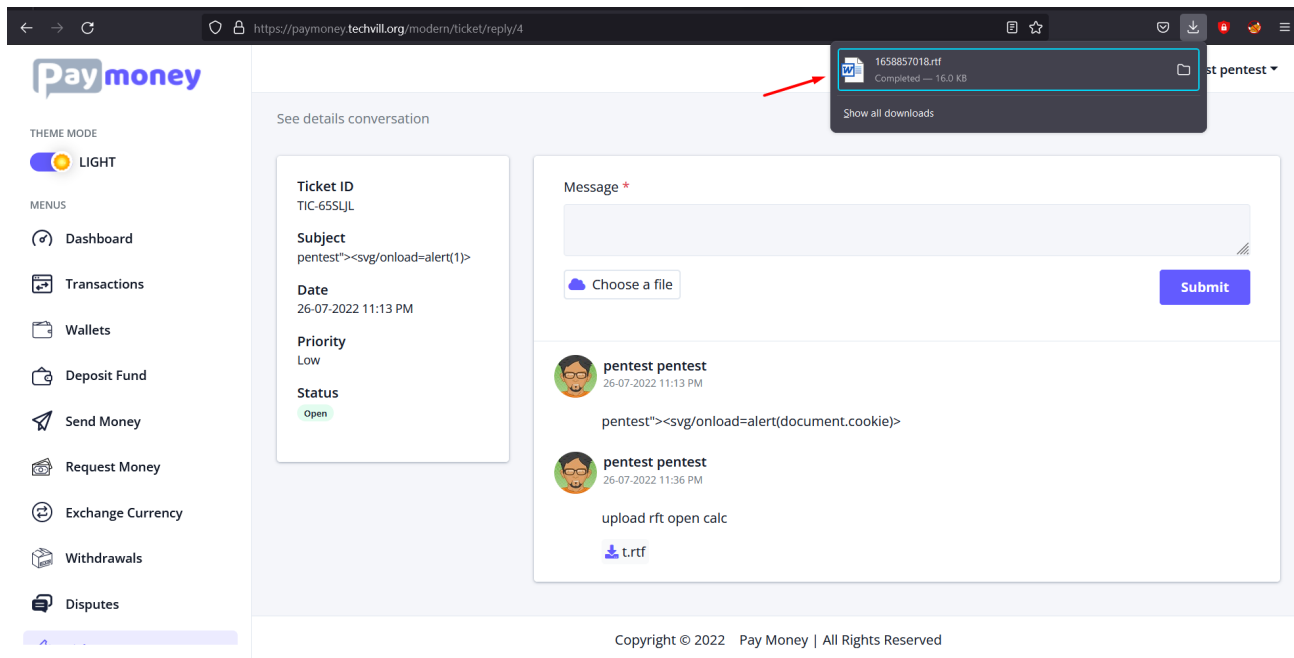 https://paymoney.techvill.org/modern/ticket/reply/4
1658857018.rtf
Completed — 16.0 KB
Show all downloads
st pentest
Paymoney
THEME MODE
LIGHT
MENUS
Dashboard
Transactions
Wallets
Deposit Fund
Send Money
Request Money
Exchange Currency
Withdrawals
Disputes
See details conversation
Ticket ID
TIC-65SLJL
Subject
pentest"><svg/onload=alert(1)>
Date
26-07-2022 11:13 PM
Priority
Low
Status
Open
Message *
Choose a file
Submit
pentest pentest
26-07-2022 11:13 PM
pentest"><svg/onload=alert(document.cookie)>
pentest pentest
26-07-2022 11:36 PM
upload rft open calc
t.rtf
Copyright © 2022 Pay Money | All Rights Reserved